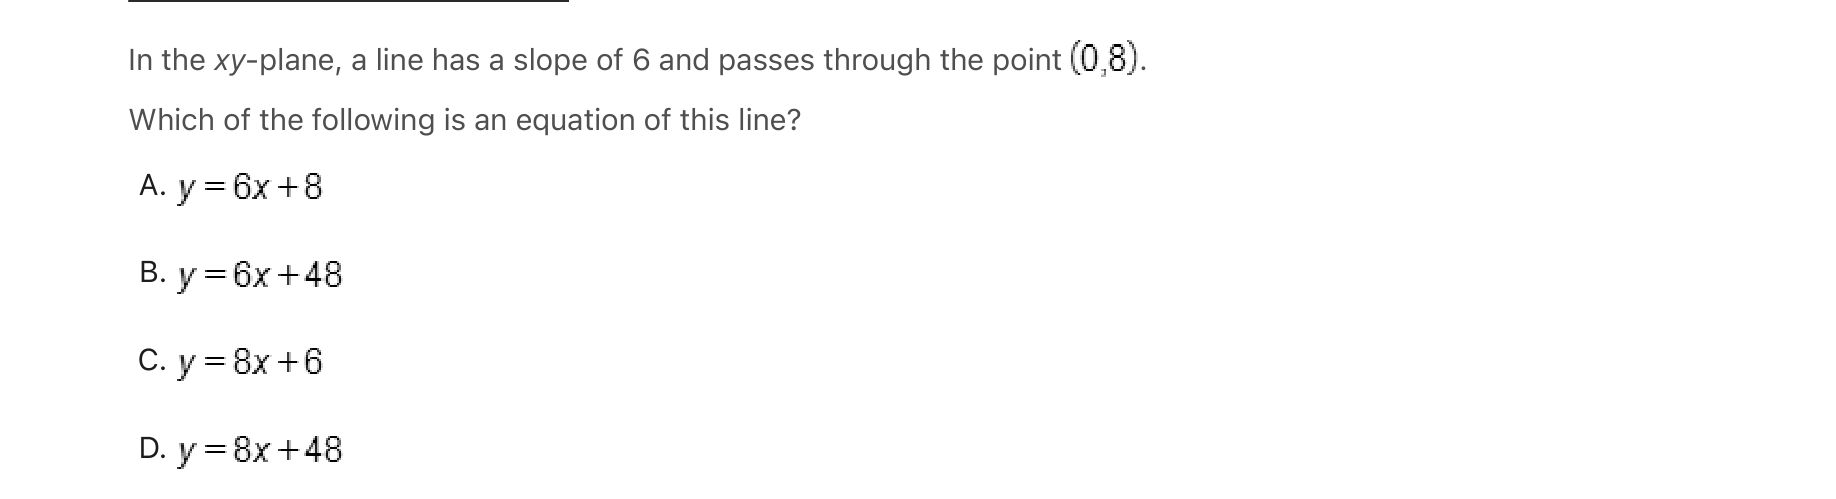 In the xy-plane, a line has a slope of 6 and passes through the point (0,8).
Which of the following is an equation of this line?
A. y = 6x + 8
B. y = 6x + 48
C. y = 8x + 6
D. y = 8x + 48